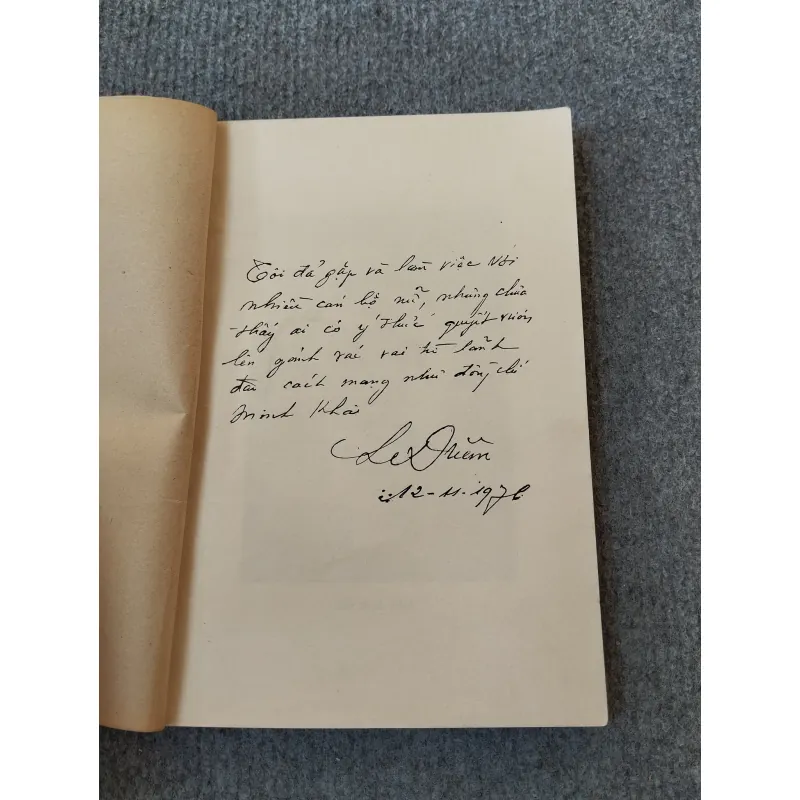 Tôi đã gặp và làm việc với
nhiều cán bộ nữ, nhưng chưa
thấy ai có ý thức quyết vươn
lên gánh vác vai trò lãnh
đạo cách mạng như đồng chí
Minh Khai
Lê Duẩn
12-11-1976